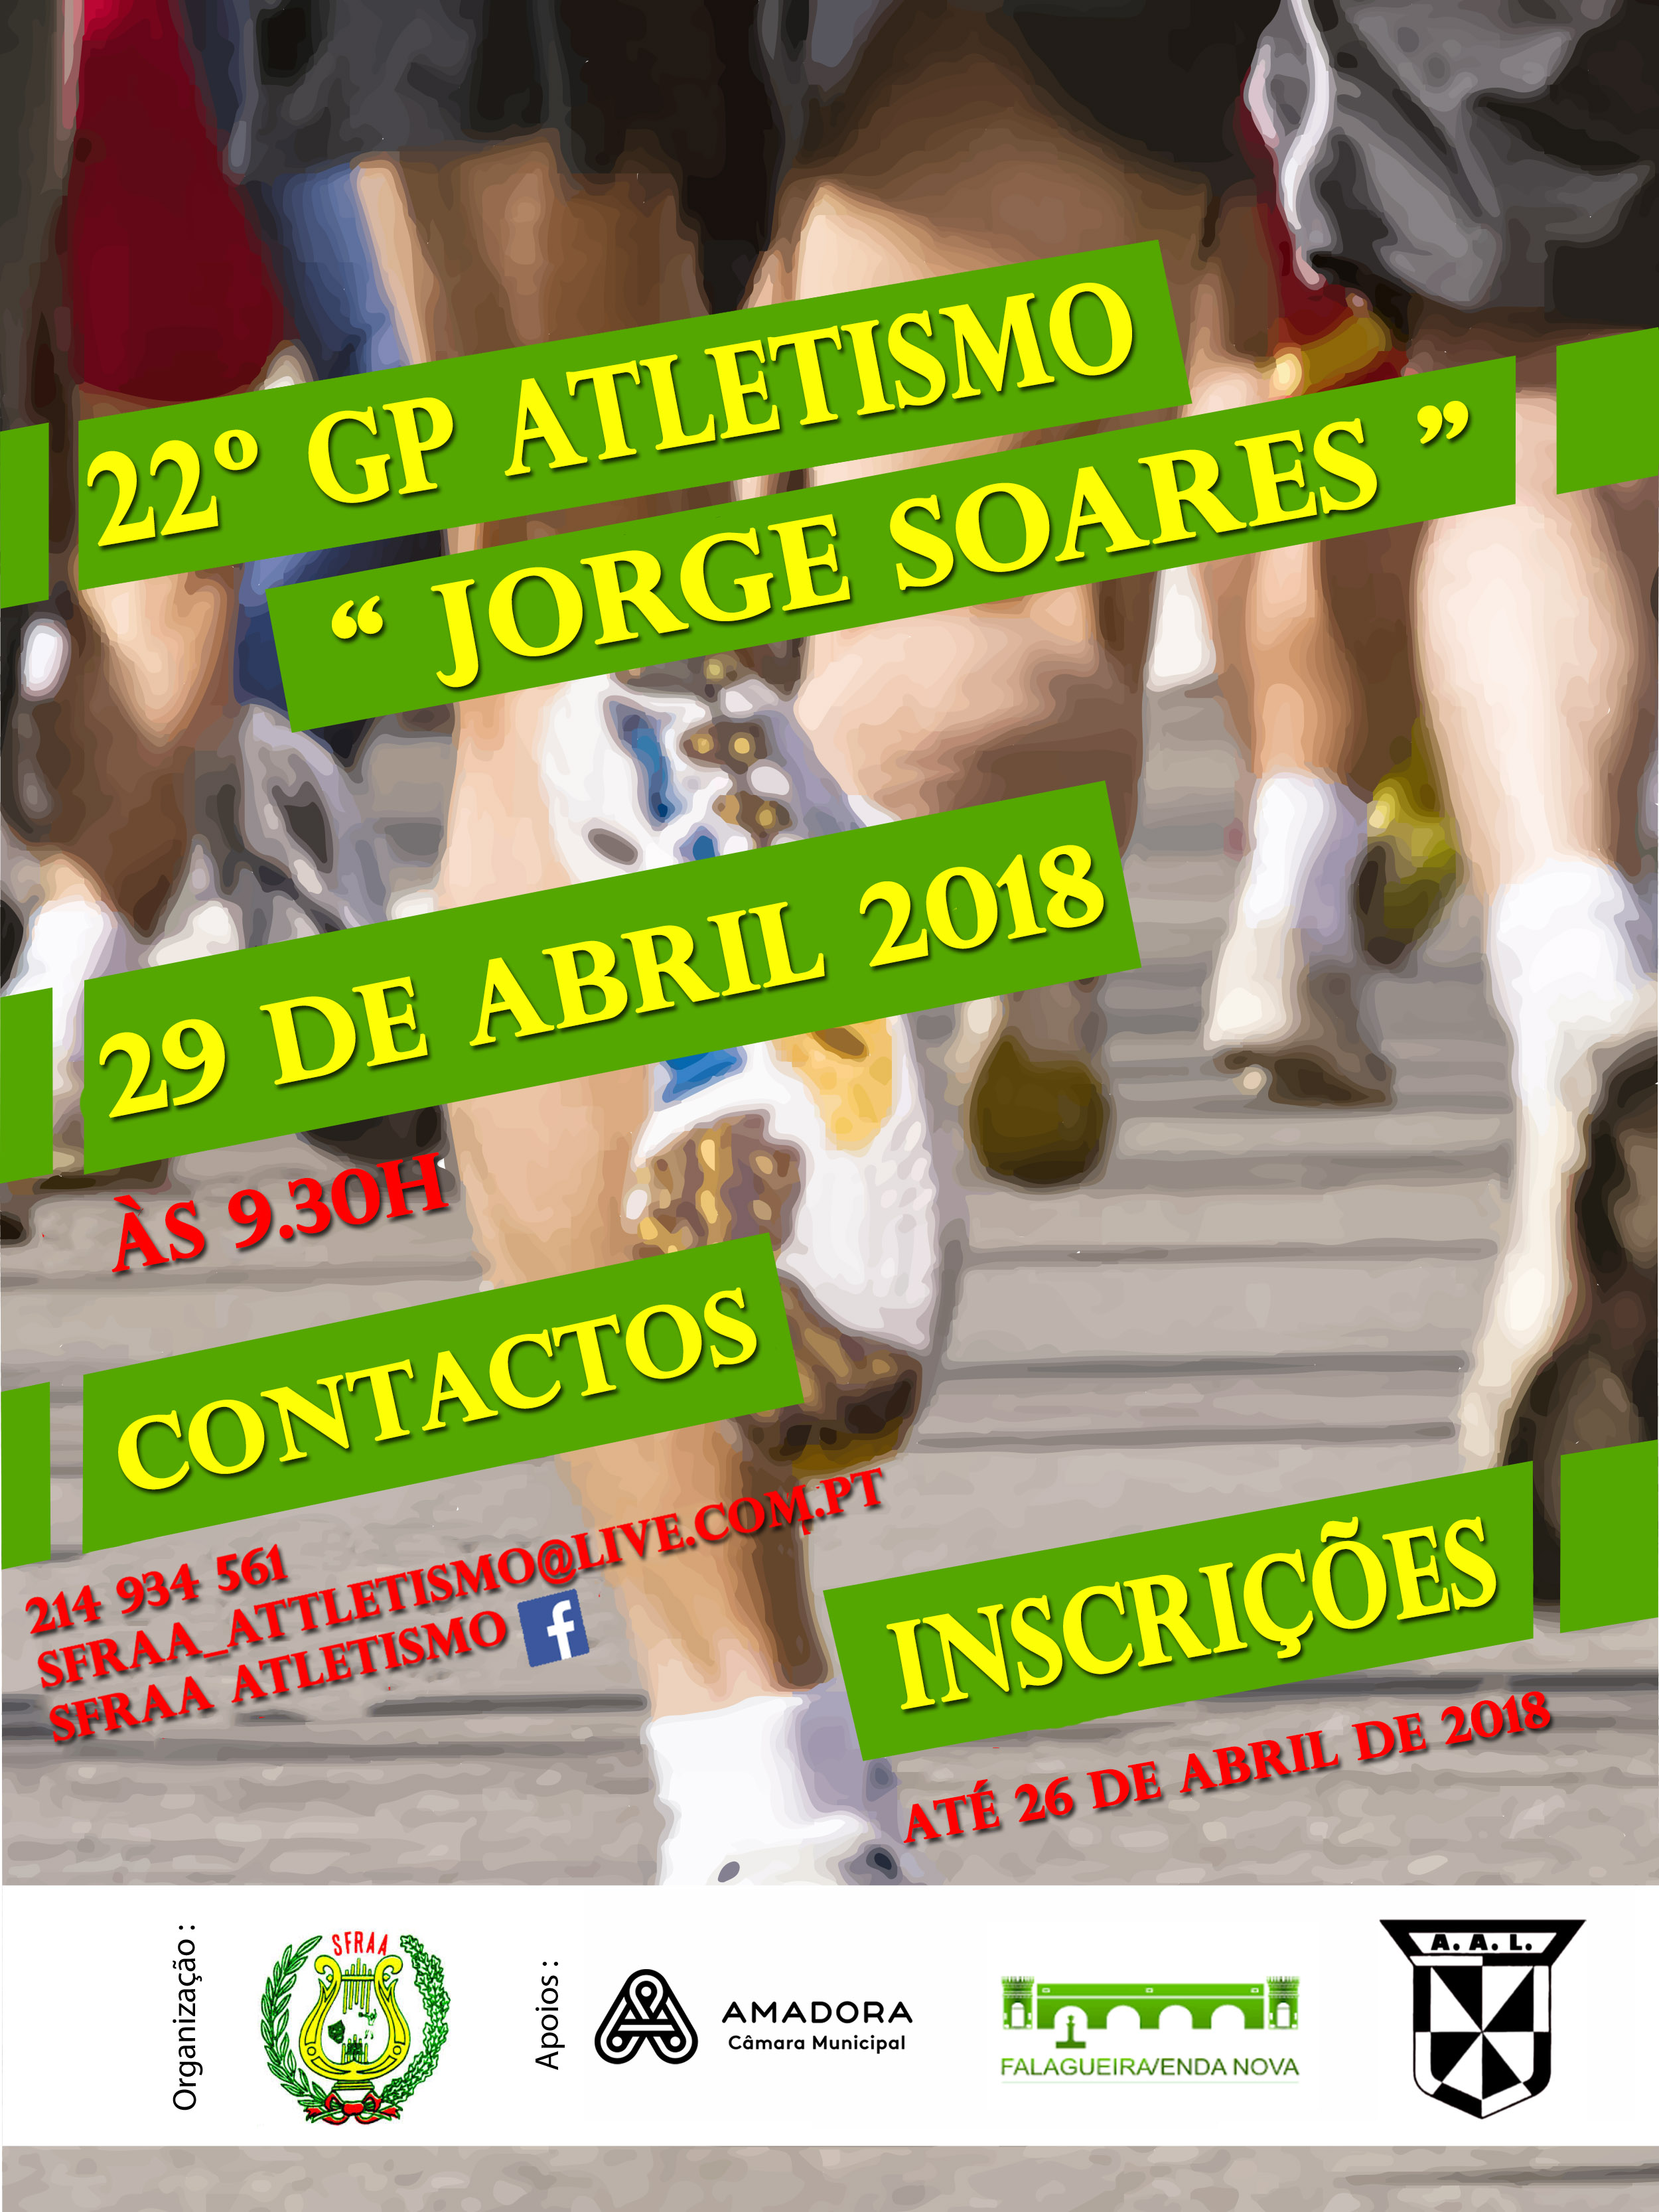 22º GP ATLETISMO
“ JORGE SOARES ”
29 DE ABRIL 2018
ÀS 9.30H
CONTACTOS
214 934 561
SFRAA_ATTLETISMO@LIVE.COM.PT
SFRAA ATLETISMO f
INSCRIÇÕES
ATÉ 26 DE ABRIL DE 2018
Organização :
SFRAA
Apoios :
AMADORA
Câmara Municipal
FALAGUEIRA/VENDA NOVA
A. A. L.